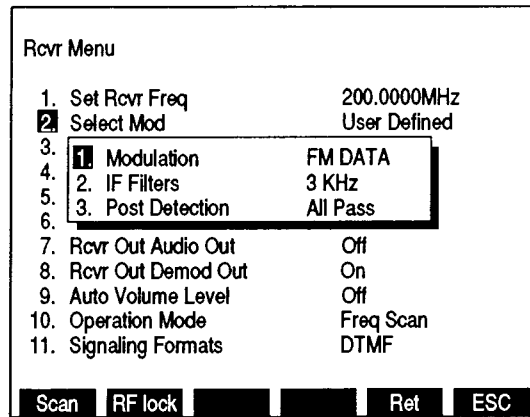 Rcvr Menu
1. Set Rcvr Freq 200.0000MHz
2. Select Mod User Defined
3.
4.
5.
6.
1. Modulation FM DATA
2. IF Filters 3 KHz
3. Post Detection All Pass
7. Rcvr Out Audio Out Off
8. Rcvr Out Demod Out On
9. Auto Volume Level Off
10. Operation Mode Freq Scan
11. Signaling Formats DTMF
Scan RF lock Ret ESC